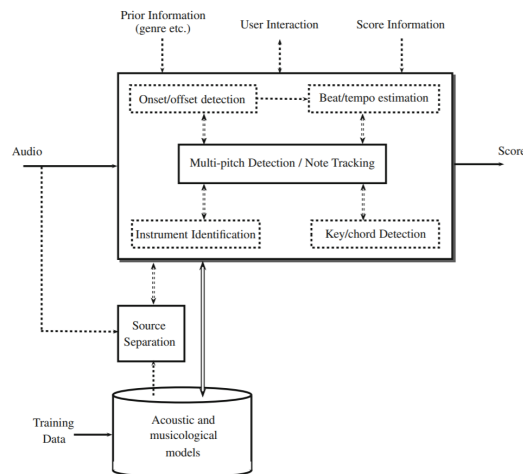 Prior Information
(genre etc.)
User Interaction
Score Information
Onset/offset detection
Beat/tempo estimation
Audio
Multi-pitch Detection / Note Tracking
Score
Instrument Identification
Key/chord Detection
Source
Separation
Training
Data
Acoustic and
musicological
models